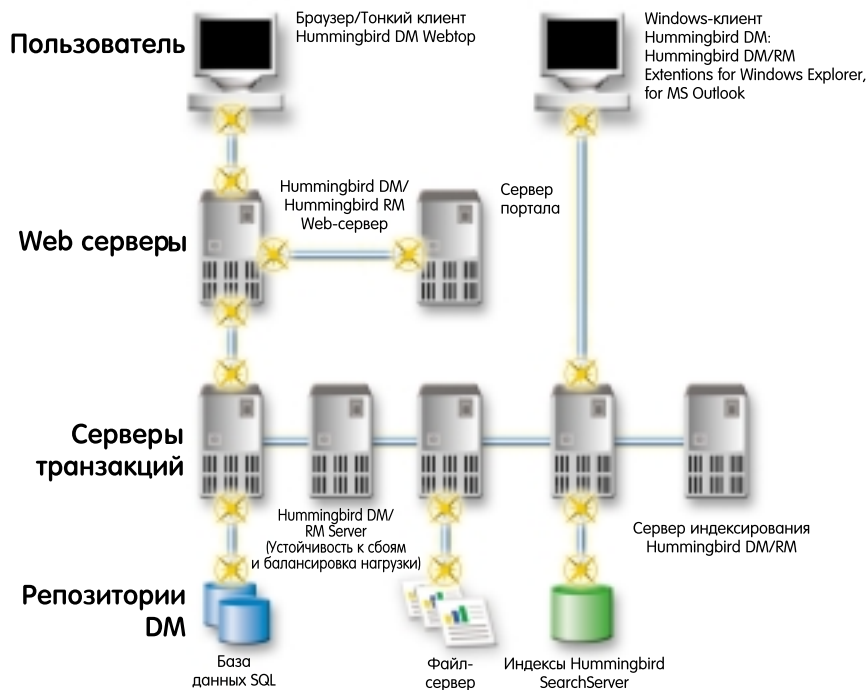 Пользователь
Браузер/Тонкий клиент
Hummingbird DM Webtop
Windows-клиент
Hummingbird DM:
Hummingbird DM/RM
Extentions for Windows Explorer,
for MS Outlook
Web серверы
Hummingbird DM/
Hummingbird RM
Web-сервер
Сервер
портала
Серверы
транзакций
Hummingbird DM/
RM Server
(Устойчивость к сбоям
и балансировка нагрузки)
Сервер индексирования
Hummingbird DM/RM
Репозитории
DM
База
данных SQL
Файл-
сервер
Индексы Hummingbird
SearchServer